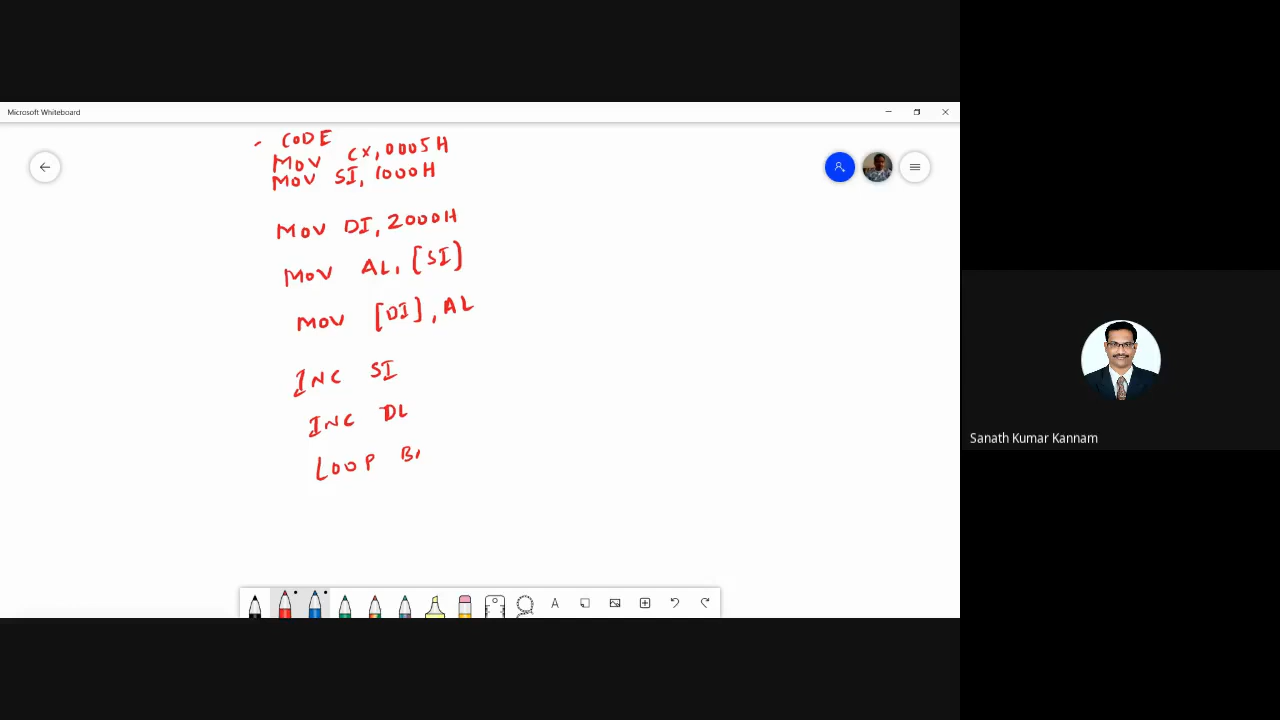 Microsoft Whiteboard
. CODE
MOV CX, 0005H
MOV SI, 1000H
MOV DI, 2000H
MOV AL, [SI]
MOV [DI], AL
INC SI
INC DL
LOOP
Sanath Kumar Kannam